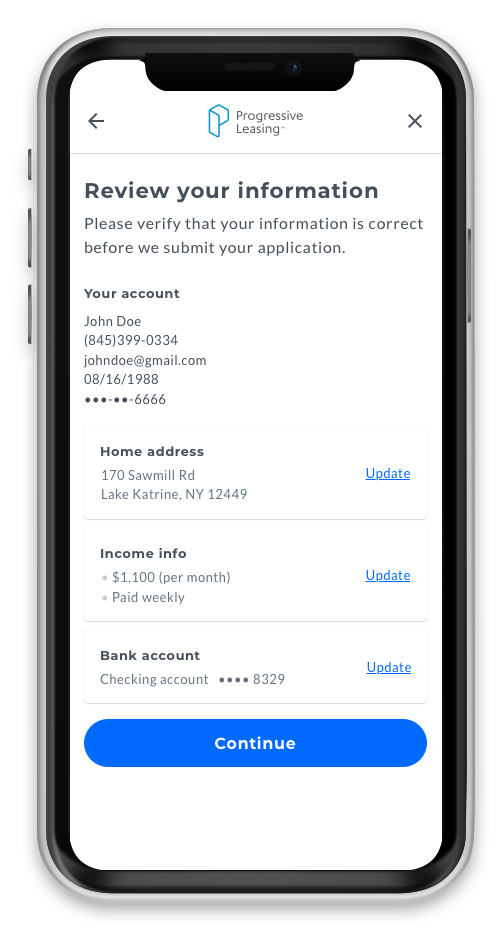 Progressive
Leasing™
Review your information
Please verify that your information is correct
before we submit your application.
Your account
John Doe
(845)399-0334
johndoe@gmail.com
08/16/1988
•••-••-6666
Home address
170 Sawmill Rd
Lake Katrine, NY 12449
Update
Income info
• $1,100 (per month)
• Paid weekly
Update
Bank account
Checking account •••• 8329
Update
Continue